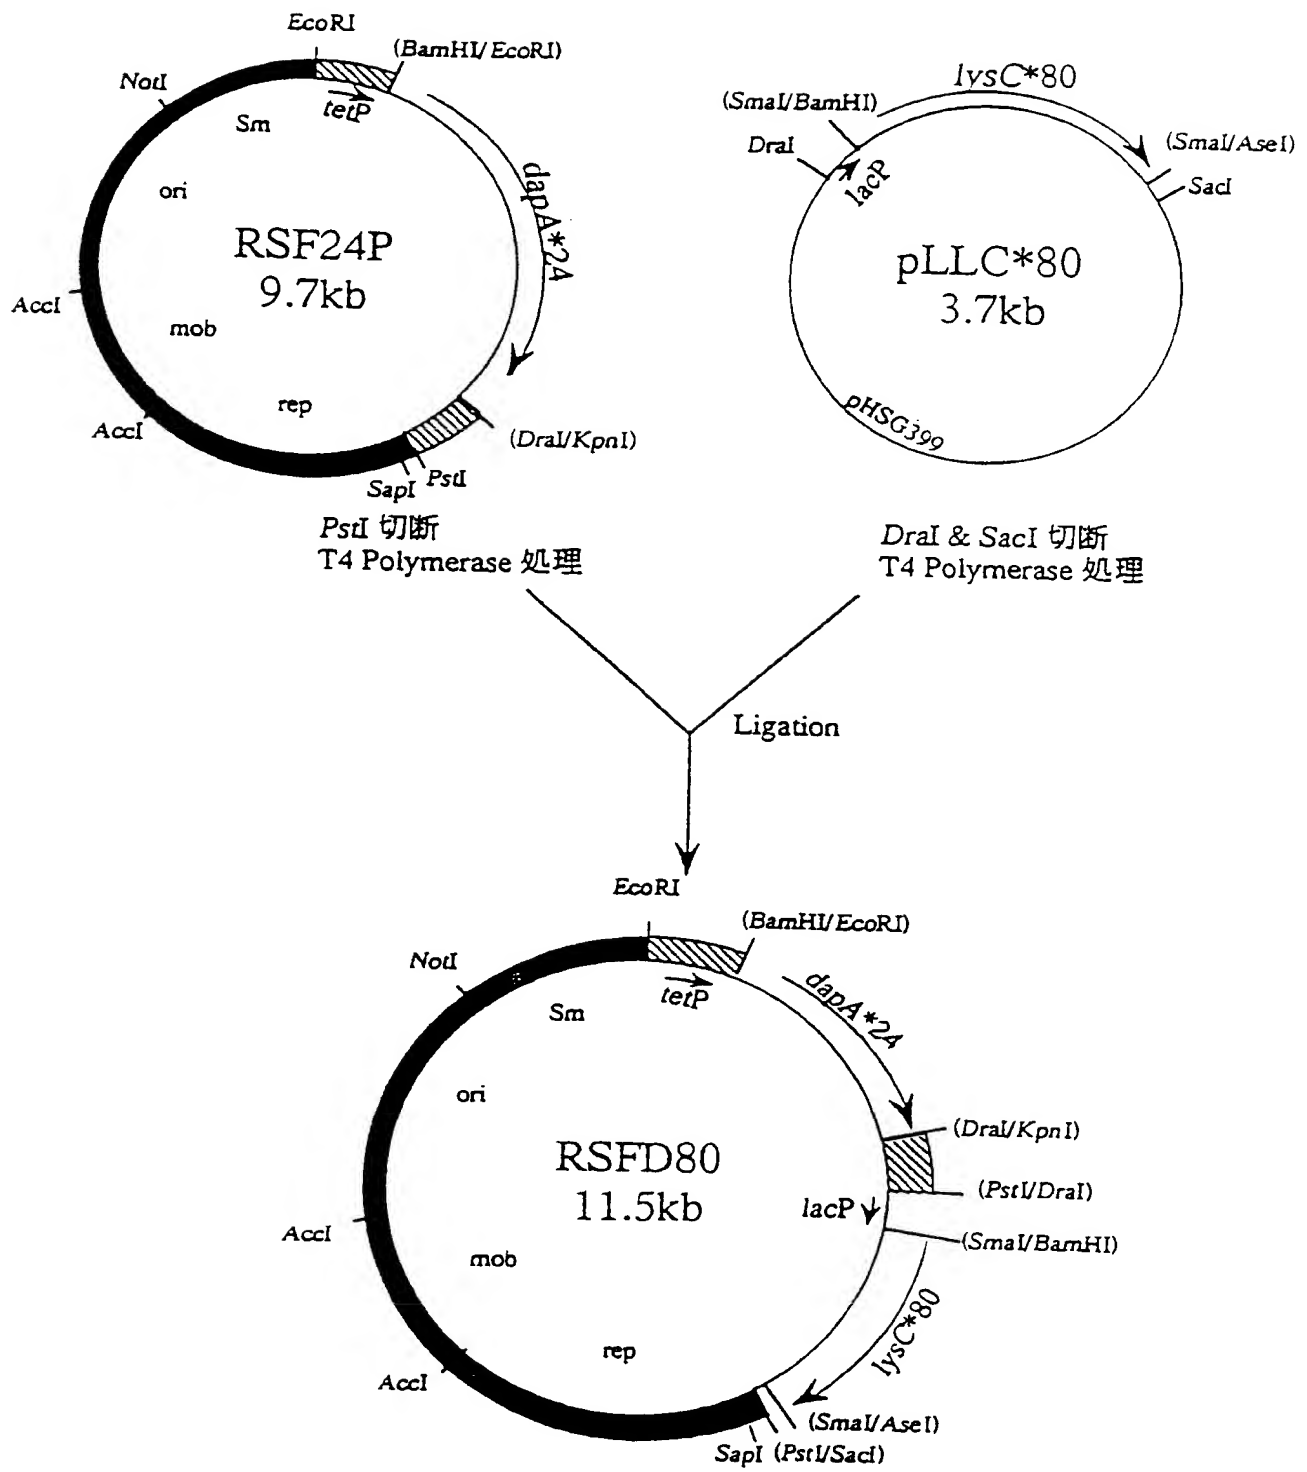 EcoRI
(BamHI/EcoRI)
NotI
tetP
Sm
dapA*24
ori
RSF24P
9.7kb
AccI
mob
rep
AccI
(DraI/KpnI)
PstI
SapI
lysC*80
(SmaI/BamHI)
(SmaI/AseI)
DraI
SacI
lacP
pLLC*80
3.7kb
pHSG399
PstI 切断
T4 Polymerase 処理
DraI & SacI 切断
T4 Polymerase 処理
Ligation
EcoRI
(BamHI/EcoRI)
NotI
tetP
dapA*24
Sm
ori
(DraI/KpnI)
RSFD80
11.5kb
(PstI/DraI)
lacP
AccI
(SmaI/BamHI)
mob
lysC*80
rep
AccI
(SmaI/AseI)
SapI (PstI/SacI)